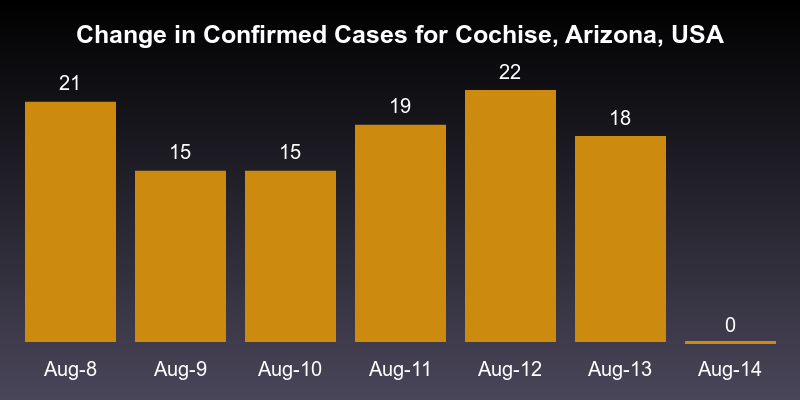 Change in Confirmed Cases for Cochise, Arizona, USA
21
15
15
19
22
18
0
Aug-8
Aug-9
Aug-10
Aug-11
Aug-12
Aug-13
Aug-14